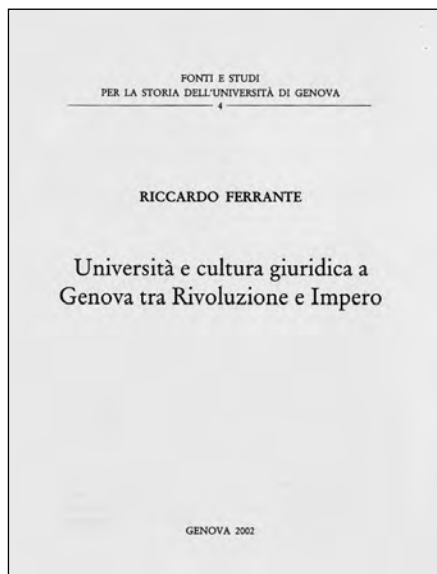 FONTI E STUDI
PER LA STORIA DELL'UNIVERSITÀ DI GENOVA
4
RICCARDO FERRANTE
Università e cultura giuridica a
Genova tra Rivoluzione e Impero
GENOVA 2002